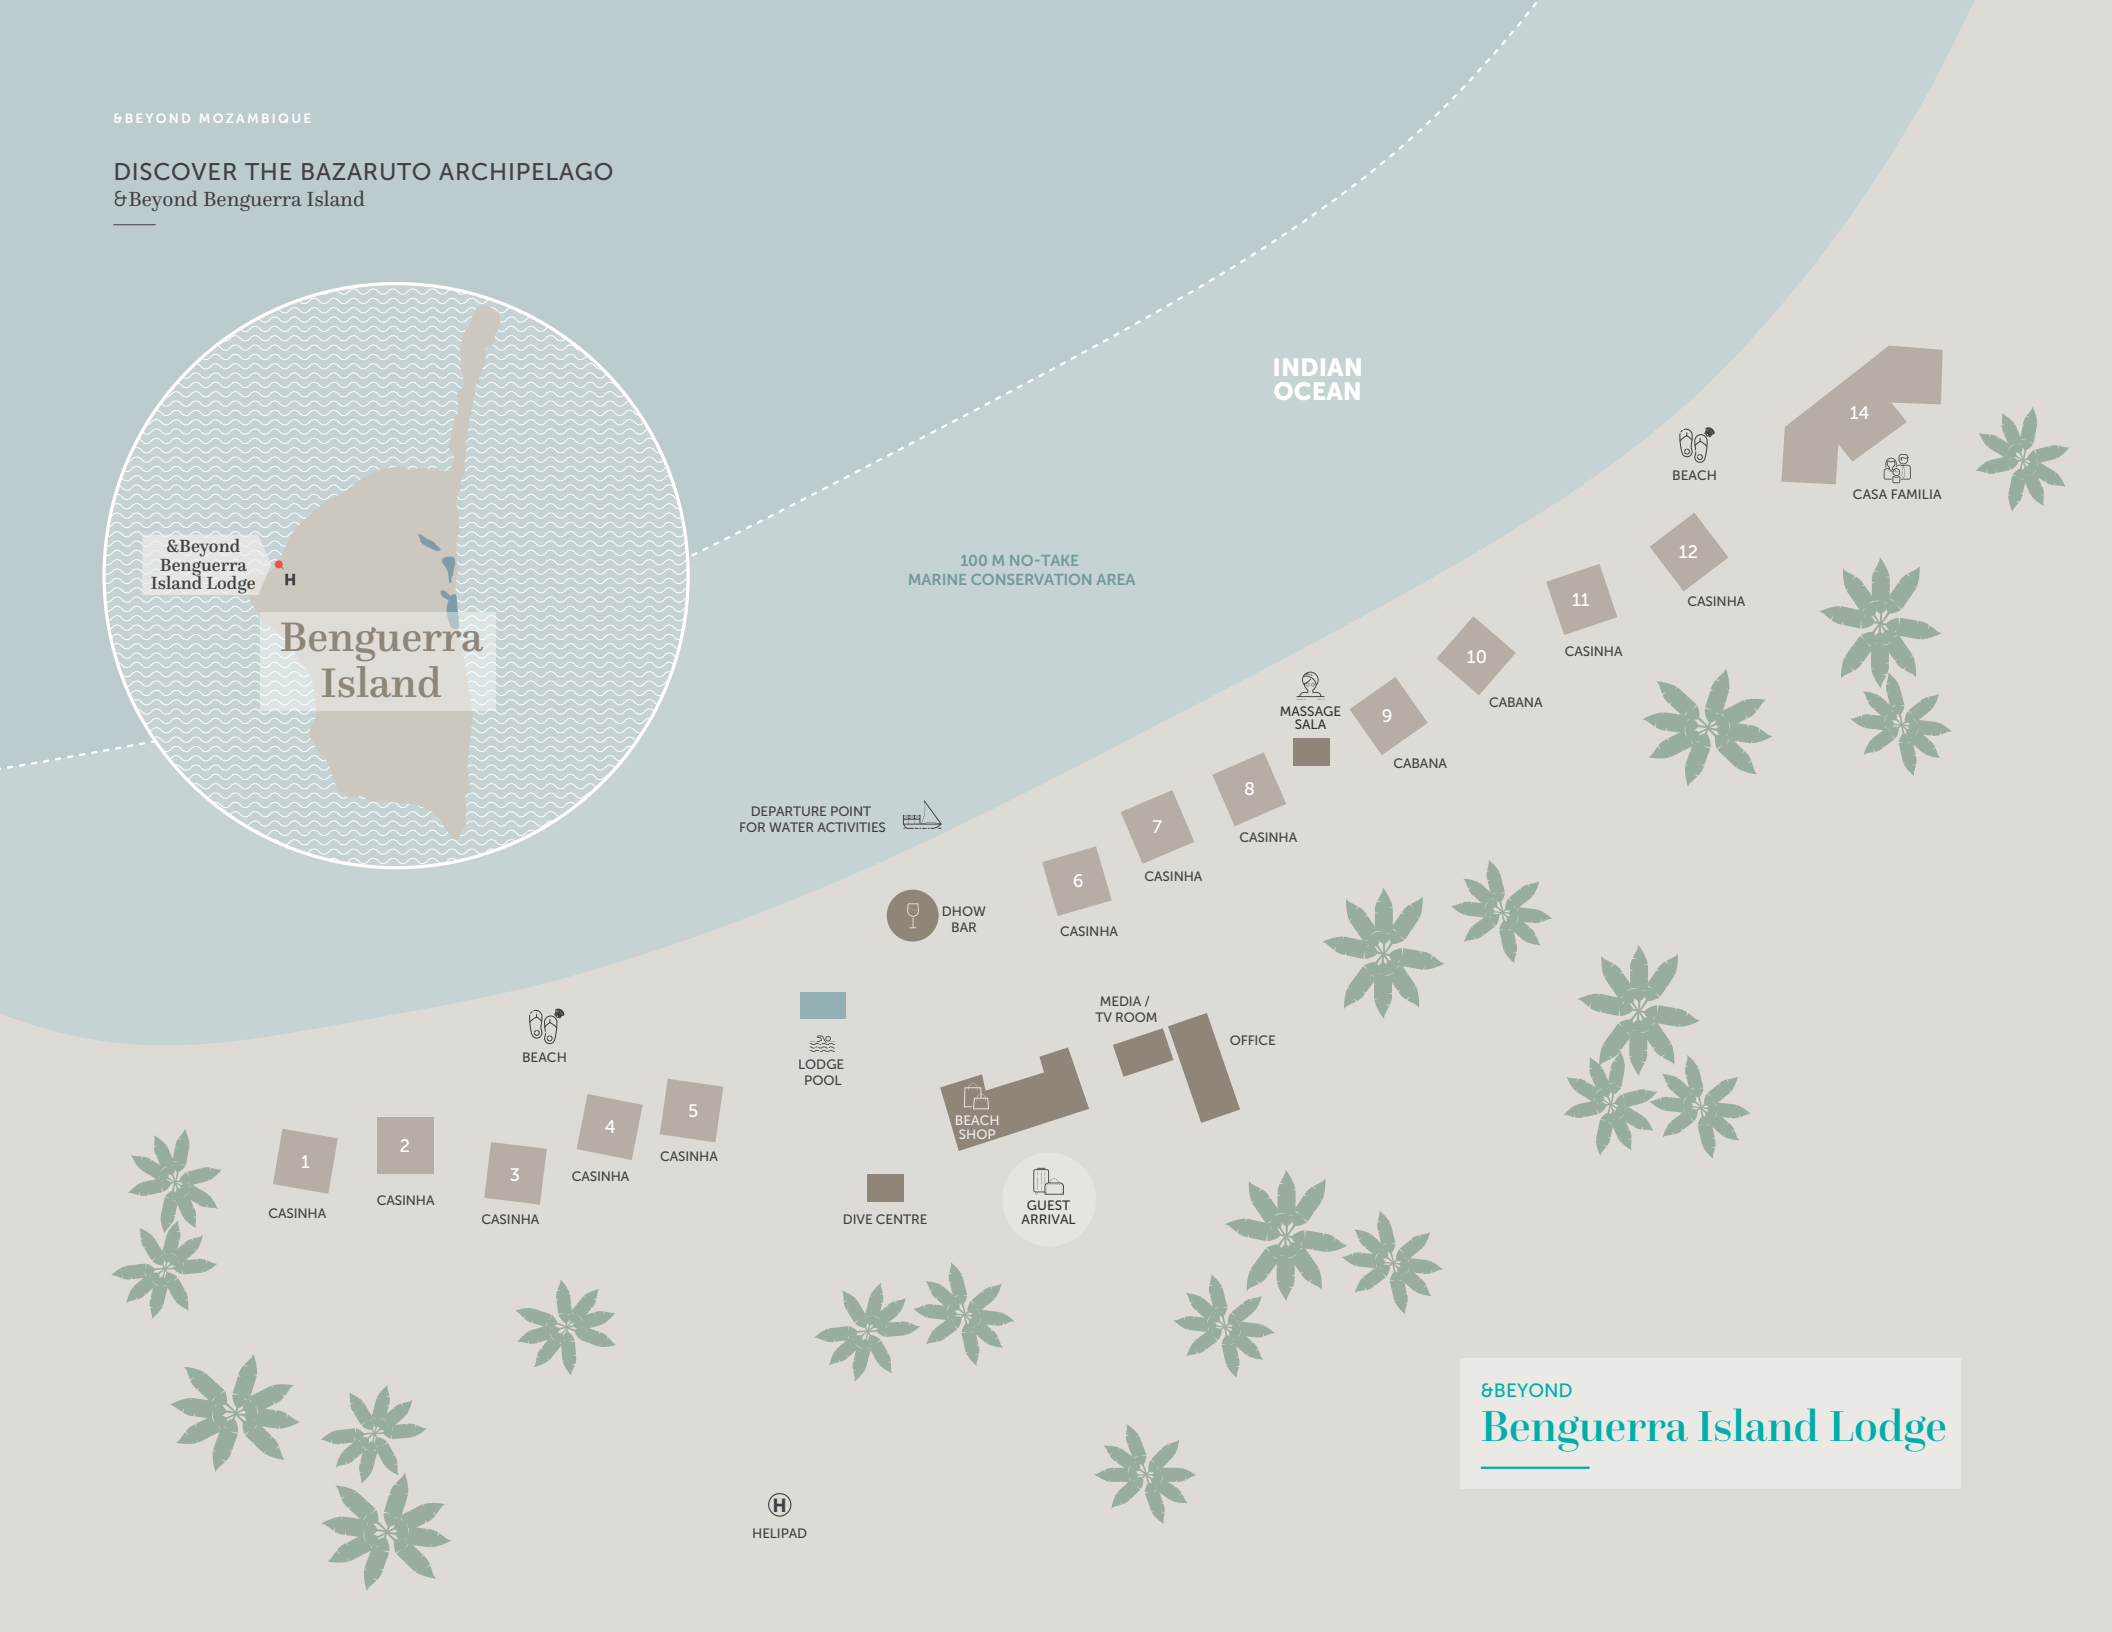 &BEYOND MOZAMBIQUE
DISCOVER THE BAZARUTO ARCHIPELAGO
&Beyond Benguerra Island
INDIAN
OCEAN
14
BEACH
CASA FAMILIA
&Beyond
Benguerra
Island Lodge
H
Benguerra
Island
100 M NO-TAKE
MARINE CONSERVATION AREA
12
CASINHA
11
CASINHA
10
CABANA
MASSAGE
SALA
9
CABANA
8
CASINHA
DEPARTURE POINT
FOR WATER ACTIVITIES
7
CASINHA
6
CASINHA
DHOW
BAR
MEDIA /
TV ROOM
OFFICE
BEACH
LODGE
POOL
BEACH
SHOP
1
CASINHA
2
CASINHA
3
CASINHA
4
CASINHA
5
CASINHA
DIVE CENTRE
GUEST
ARRIVAL
&BEYOND
Benguerra Island Lodge
H
HELIPAD